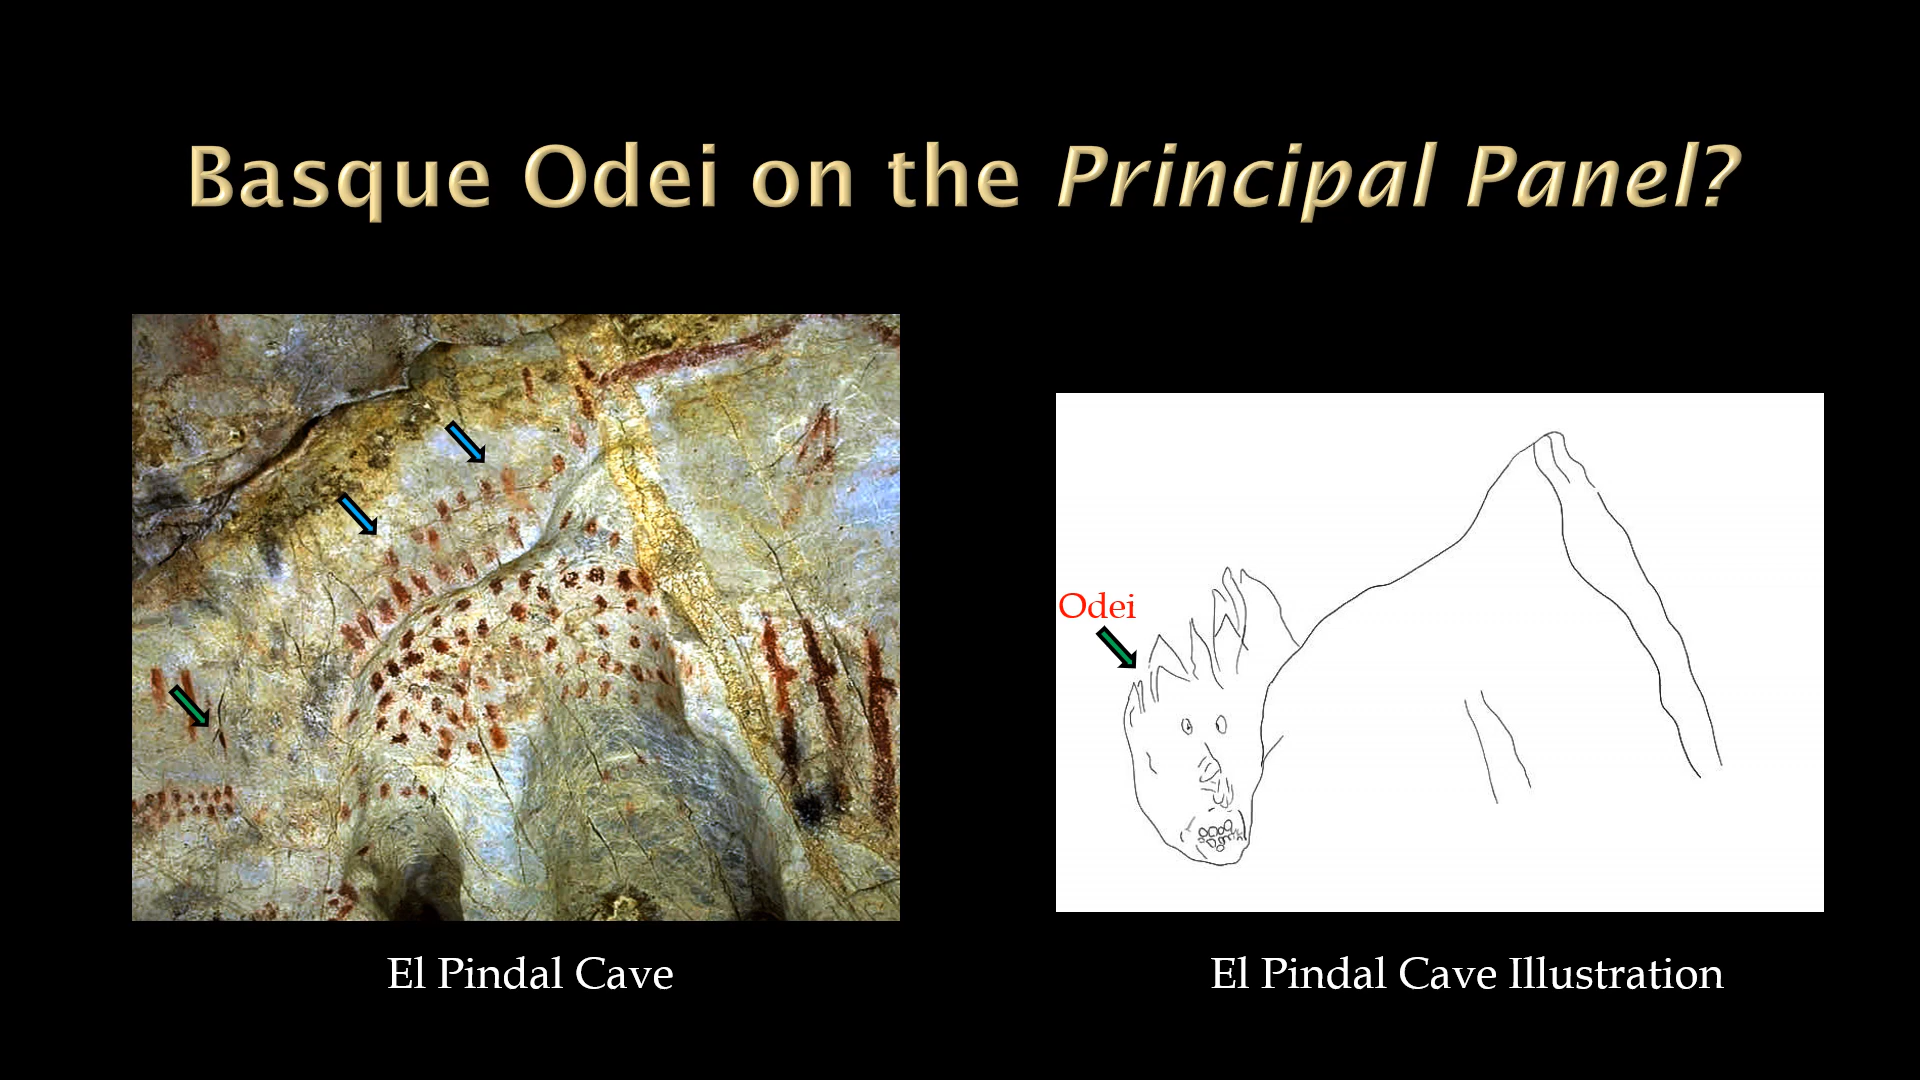 Basque Odei on the Principal Panel?
Odei
El Pindal Cave
El Pindal Cave Illustration